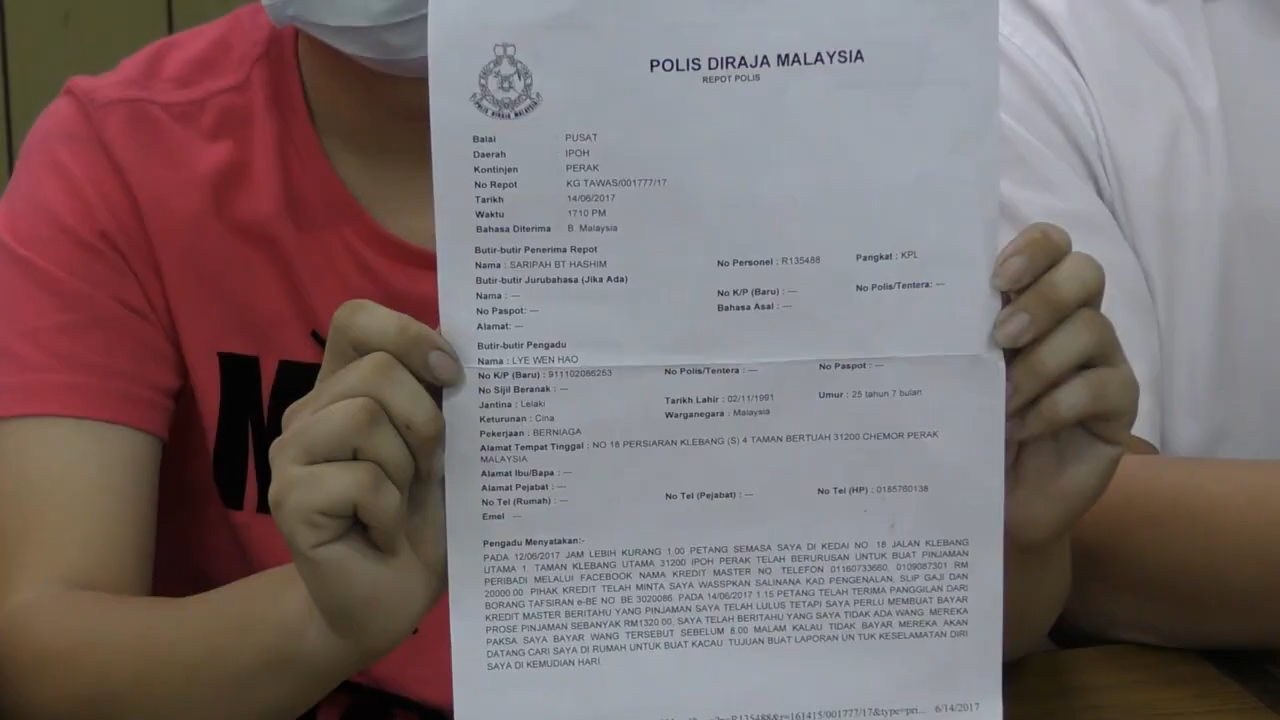 POLIS DIRAJA MALAYSIA
REPOT POLIS
POLIS DIRAJA MALAYSIA
Balai : PUSAT
Daerah : IPOH
Kontinjen : PERAK
No Repot : KG TAWAS/001777/17
Tarikh : 14/06/2017
Waktu : 1710 PM
Bahasa Diterima : B. Malaysia
Butir-butir Penerima Repot
Nama : SARIPAH BT HASHIM No Personel : R135488 Pangkat : KPL
Butir-butir Jurubahasa (Jika Ada)
Nama : --- No K/P (Baru) : --- No Polis/Tentera: ---
No Paspot: --- Bahasa Asal : ---
Alamat: ---
Butir-butir Pengadu
Nama : LYE WEN HAO
No K/P (Baru) : 911102086253 No Polis/Tentera : --- No Paspot : ---
No Sijil Beranak : ---
Jantina : Lelaki Tarikh Lahir : 02/11/1991 Umur : 25 tahun 7 bulan
Keturunan : Cina Warganegara : Malaysia
Pekerjaan : BERNIAGA
Alamat Tempat Tinggal : NO 18 PERSIARAN KLEBANG (S) 4 TAMAN BERTUAH 31200 CHEMOR PERAK
MALAYSIA
Alamat Ibu/Bapa : ---
Alamat Pejabat : ---
No Tel (Rumah) : --- No Tel (Pejabat) : --- No Tel (HP) : 0185760138
Emel : ---
Pengadu Menyatakan:-
PADA 12/06/2017 JAM LEBIH KURANG 1.00 PETANG SEMASA SAYA DI KEDAI NO. 18 JALAN KLEBANG
UTAMA 1, TAMAN KLEBANG UTAMA 31200 IPOH PERAK TELAH BERURUSAN UNTUK BUAT PINJAMAN
PERIBADI MELALUI FACEBOOK NAMA KREDIT MASTER NO. TELEFON 01160733660, 0109087301 RM
20000.00. PIHAK KREDIT TELAH MINTA SAYA WASSPKAN SALINANA KAD PENGENALAN, SLIP GAJI DAN
BORANG TAFSIRAN e-BE NO BE 3020086. PADA 14/06/2017 1.15 PETANG TELAH TERIMA PANGGILAN DARI
KREDIT MASTER BERITAHU YANG PINJAMAN SAYA TELAH LULUS TETAPI SAYA PERLU MEMBUAT BAYAR
PROSE PINJAMAN SEBANYAK RM1320.00, SAYA TELAH BERITAHU YANG SAYA TIDAK ADA WANG. MEREKA
PAKSA SAYA BAYAR WANG TERSEBUT SEBELUM 8.00 MALAM KALAU TIDAK BAYAR MEREKA AKAN
DATANG CARI SAYA DI RUMAH UNTUK BUAT KACAU. TUJUAN BUAT LAPORAN UN TUK KESELAMATAN DIRI
SAYA DI KEMUDIAN HARI.
R135488&r=161415/001777/17&type=pri... 6/14/2017